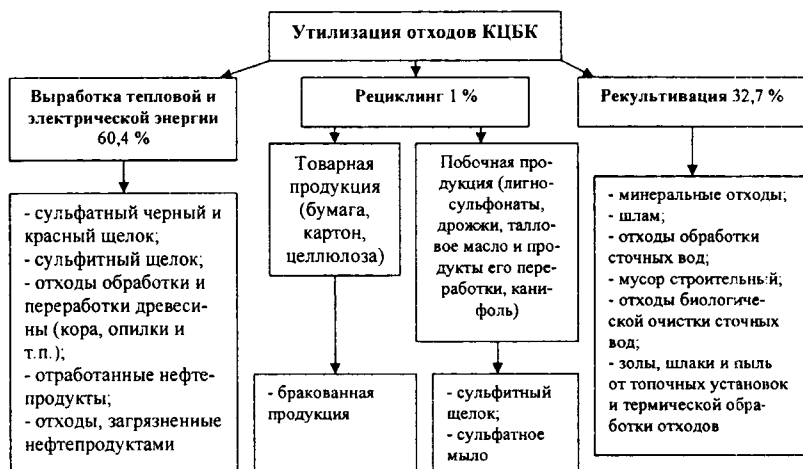 Утилизация отходов КЦБК
Выработка тепловой и
электрической энергии
60,4 %
Рециклинг 1 %
Рекультивация 32,7 %
- сульфатный черный и
красный щелок;
- сульфитный щелок;
- отходы обработки и
переработки древеси-
ны (кора, опилки и
т.п.);
- отработанные нефте-
продукты;
- отходы, загрязненные
нефтепродуктами
Товарная
продукция
(бумага,
картон,
целлюлоза)
- бракованная
продукция
Побочная про-
дукция (лигно-
сульфонаты,
дрожжи, талло-
вое масло и про-
дукты его пере-
работки, кани-
фоль)
- сульфитный
щелок;
- сульфатное
мыло
- минеральные отходы;
- шлам;
- отходы обработки
сточных вод;
- мусор строительный;
- отходы биологиче-
ской очистки сточных
вод;
- золы, шлаки и пыль
от топочных установок
и термической обра-
ботки отходов